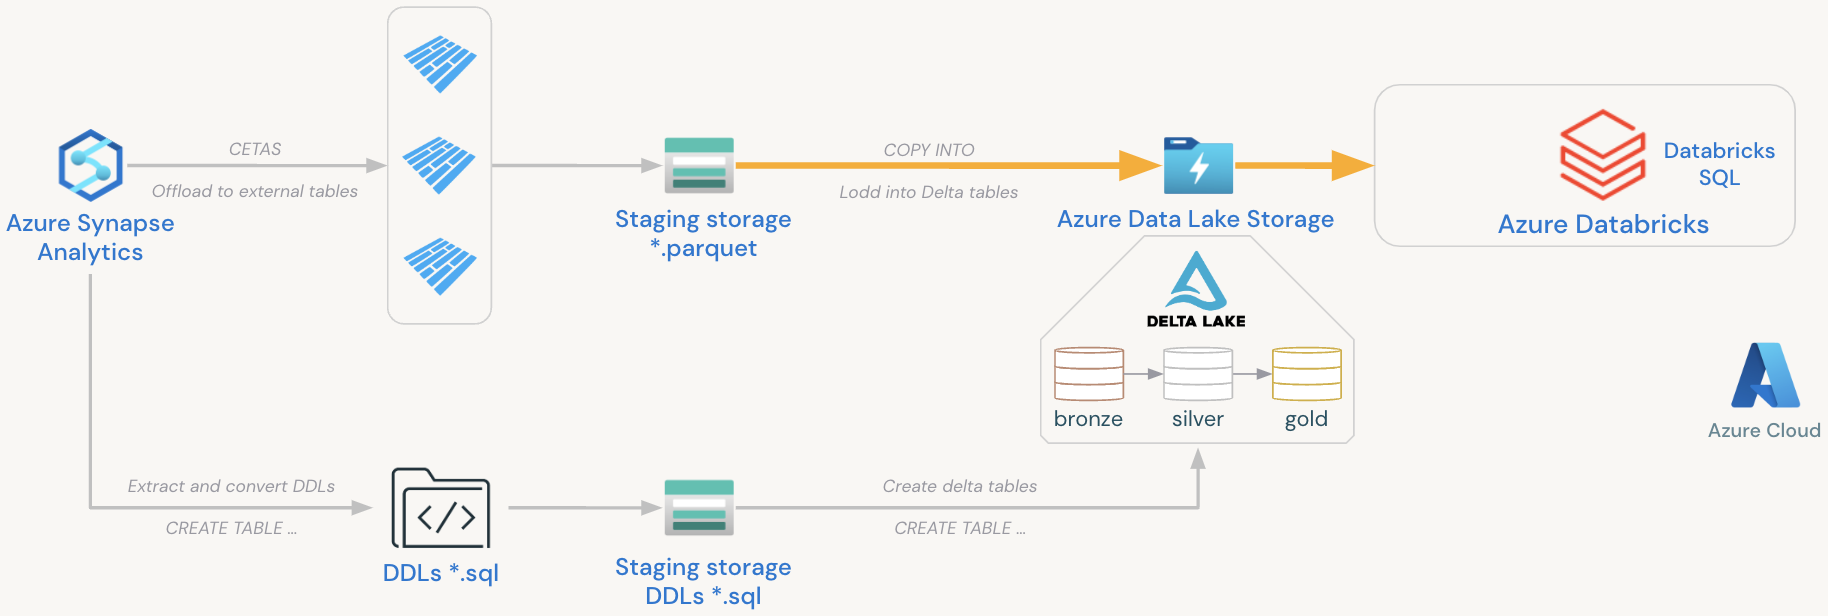 CETAS
Offload to external tables
Azure Synapse
Analytics
Staging storage
*.parquet
COPY INTO
Lodd into Delta tables
Azure Data Lake Storage
Databricks
SQL
Azure Databricks
DELTA LAKE
bronze
silver
gold
Azure Cloud
Extract and convert DDLs
CREATE TABLE ...
DDLs *.sql
Staging storage
DDLs *.sql
Create delta tables
CREATE TABLE ...